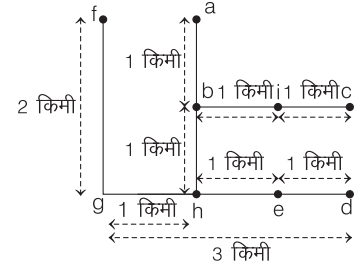 f a
1 किमी
b 1 किमी i 1 किमी c
2 किमी
1 किमी 1 किमी 1 किमी
g 1 किमी h e d
3 किमी